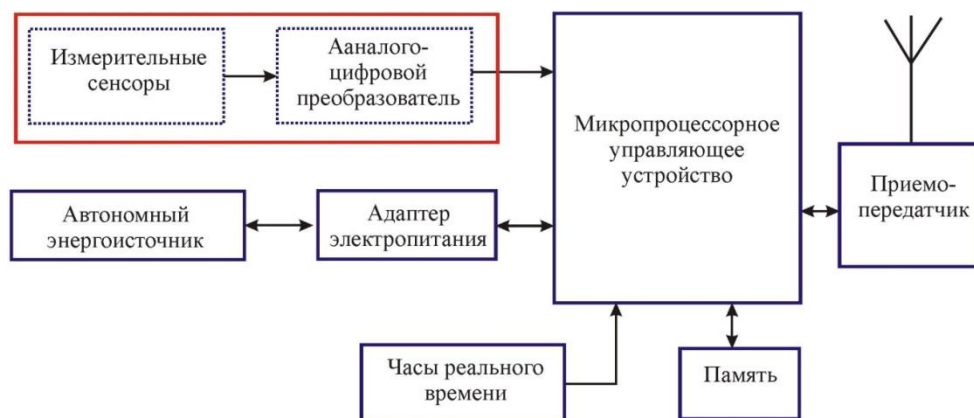 Измерительные
сенсоры
Ааналого-
цифровой
преобразователь
Микропроцессорное
управляющее
устройство
Приемо-
передатчик
Автономный
энергоисточник
Адаптер
электропитания
Часы реального
времени
Память